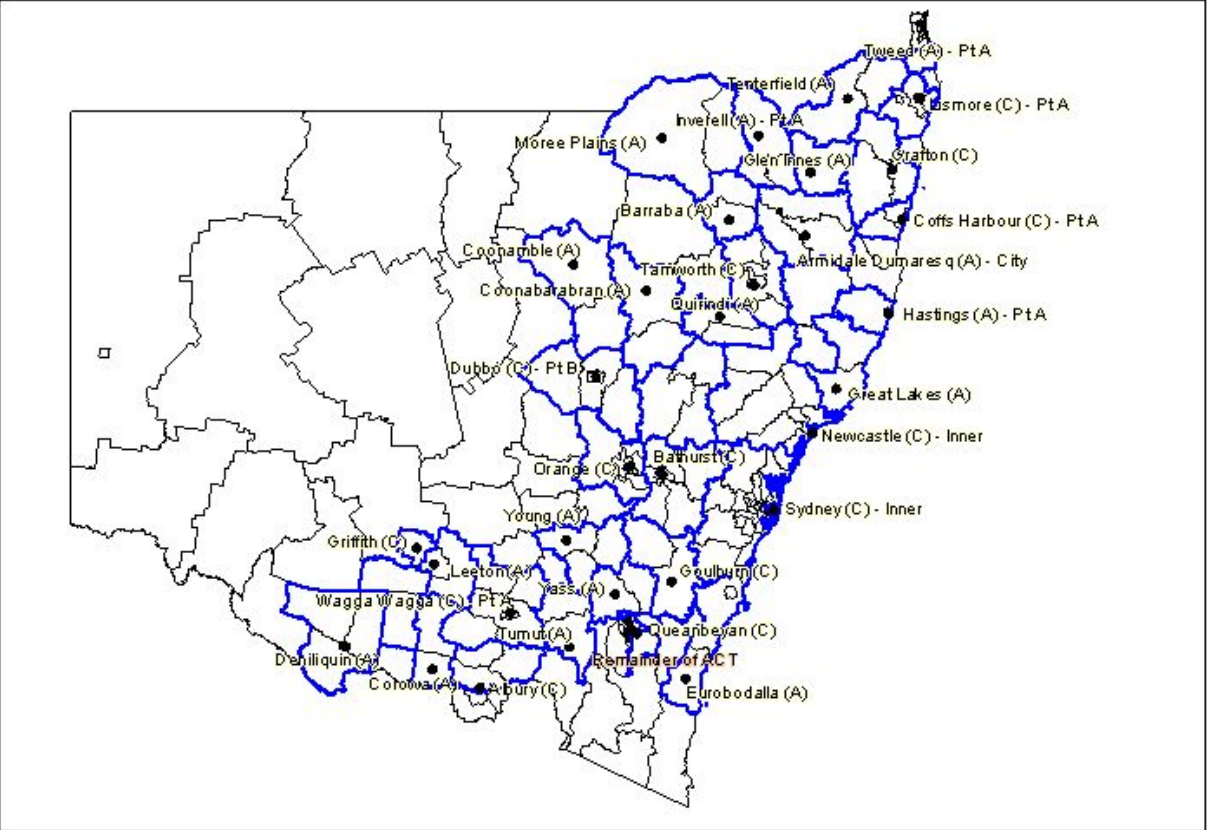 Tweed (A) - Pt A
Tenterfield (A)
Lismore (C) - Pt A
Inverell (A) - Pt A
Moree Plains (A)
Glen Innes (A)
Grafton (C)
Barraba (A)
Coffs Harbour (C) - Pt A
Coonamble (A)
Armidale Dumaresq (A) - City
Tamworth (C)
Coonabarabran (A)
Quirindi (A)
Hastings (A) - Pt A
Dubbo (C) - Pt B
Great Lakes (A)
Newcastle (C) - Inner
Bathurst (C)
Orange (C)
Sydney (C) - Inner
Young (A)
Griffith (C)
Leeton (A)
Goulburn (C)
Yass (A)
Wagga Wagga (C) - Pt A
Tumut (A)
Queanbeyan (C)
Deniliquin (A)
Remainder of ACT
Corowa (A)
Albury (C)
Eurobodalla (A)